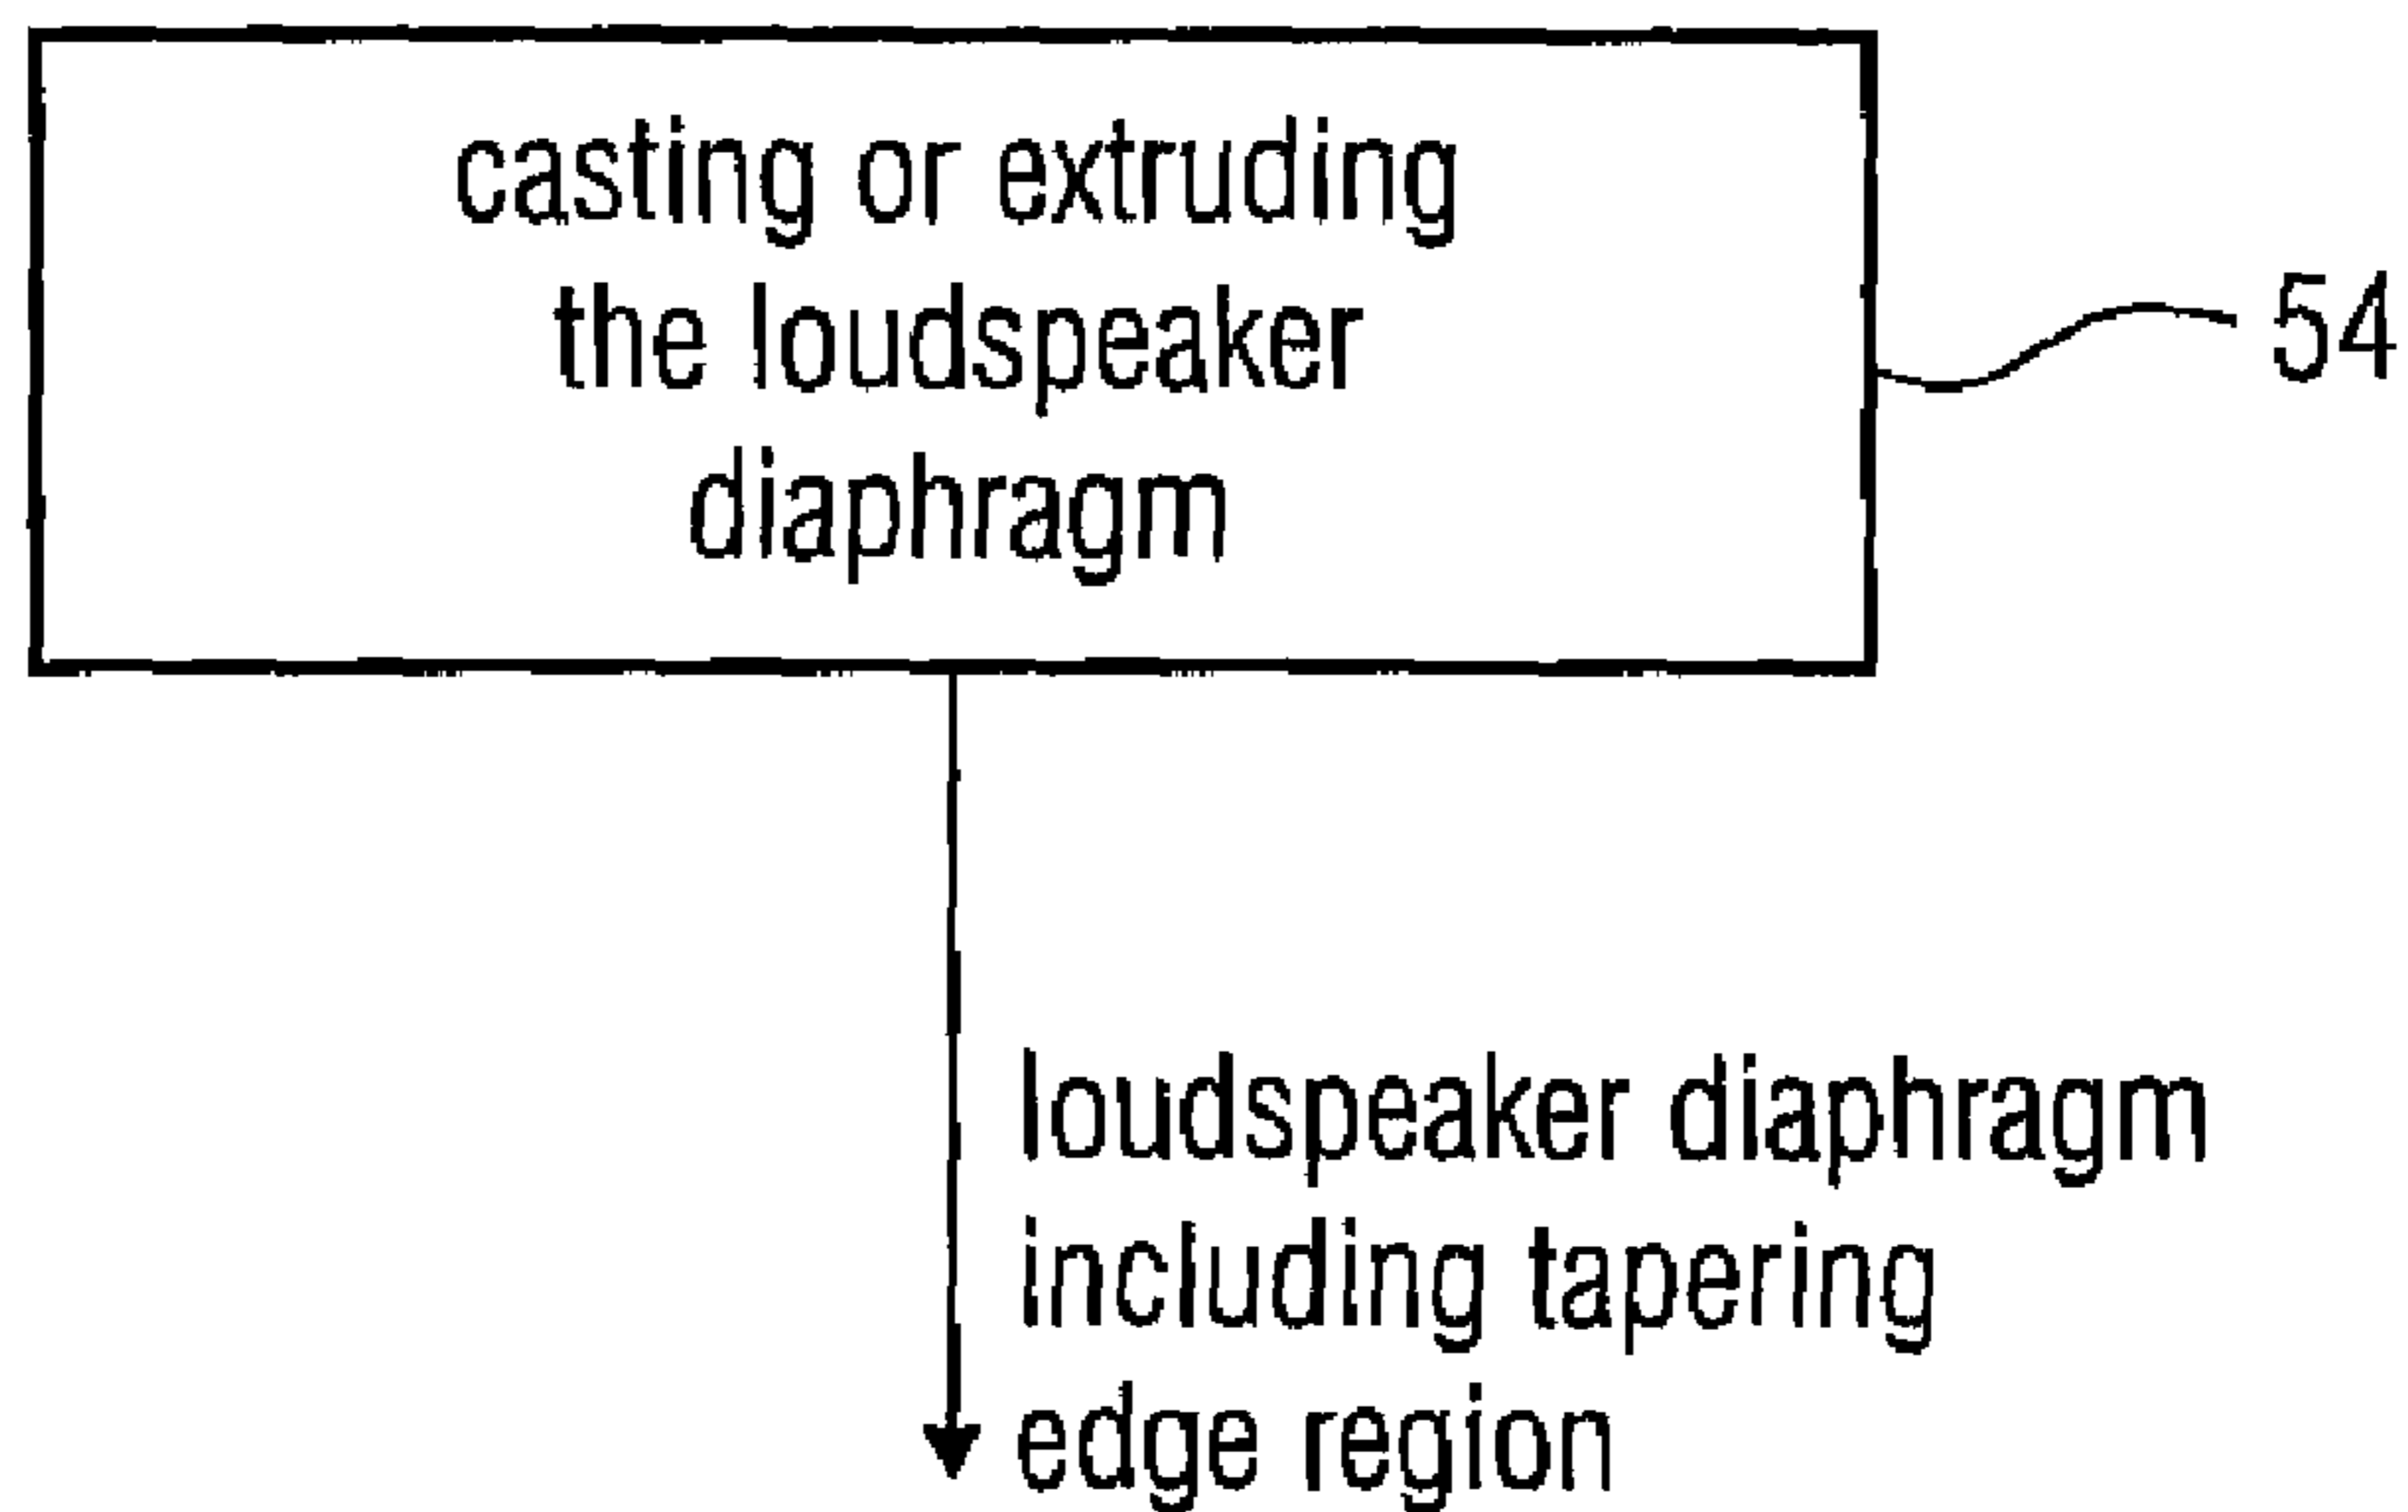 casting or extruding
the loudspeaker
diaphragm
54
loudspeaker diaphragm
including tapering
edge region